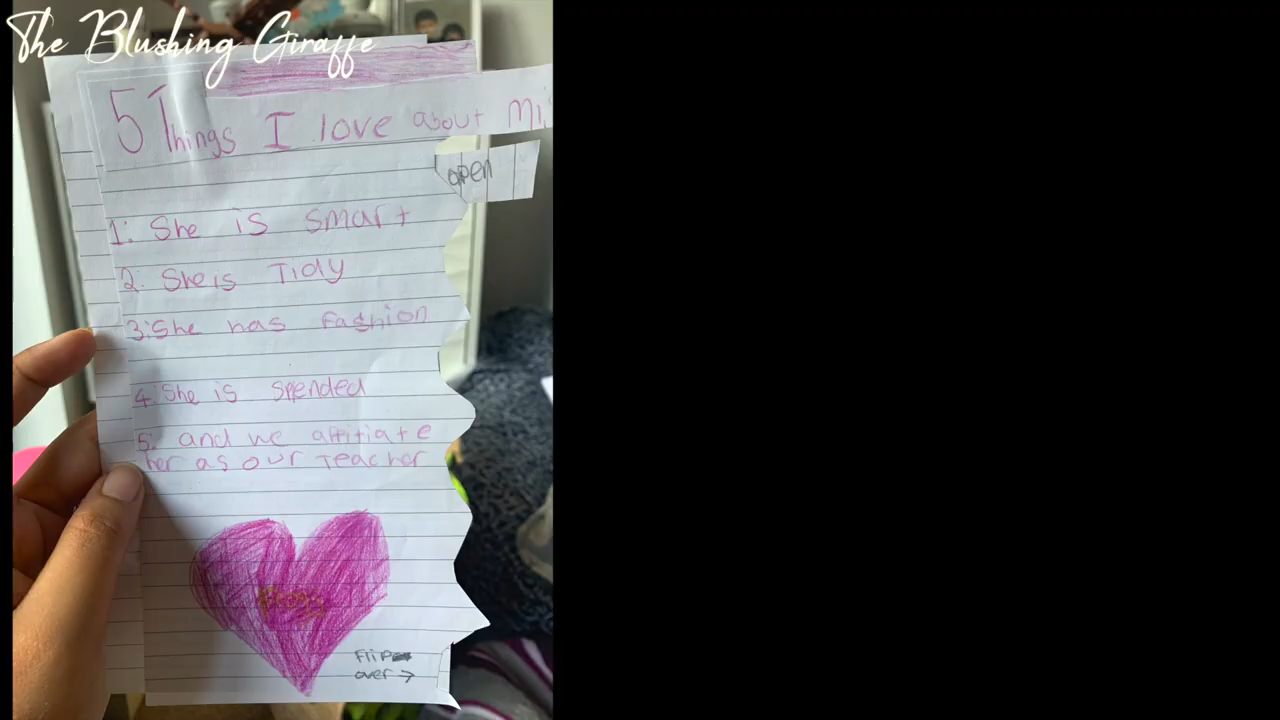 The Blushing Giraffe
5 Things I love about Mi
open
1: She is smart
2: She is Tidy
3: She has fashion
4: She is spended
5: and we affitiate
her as our teacher
Flip
over →